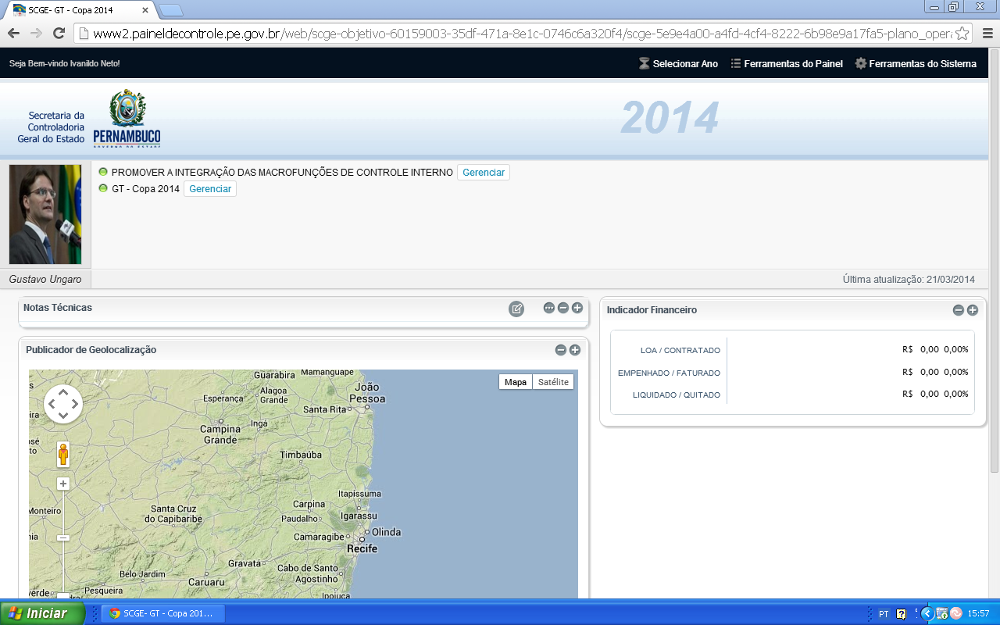 SCGE- GT - Copa 2014
www2.paineldecontrole.pe.gov.br/web/scge-objetivo-60159003-35df-471a-8e1c-0746c6a320f4/scge-5e9e4a00-a4fd-4cf4-8222-6b98e9a17fa5-plano_opera
Seja Bem-vindo Ivanildo Neto!
Selecionar Ano
Ferramentas do Painel
Ferramentas do Sistema
Secretaria da
Controladoria
Geral do Estado
PERNAMBUCO
GOVERNO DO ESTADO
2014
PROMOVER A INTEGRAÇÃO DAS MACROFUNÇÕES DE CONTROLE INTERNO Gerenciar
GT - Copa 2014 Gerenciar
Gustavo Ungaro
Última atualização: 21/03/2014
Notas Técnicas
Indicador Financeiro
LOA / CONTRATADO R$ 0,00 0,00%
EMPENHADO / FATURADO R$ 0,00 0,00%
LIQUIDADO / QUITADO R$ 0,00 0,00%
Publicador de Geolocalização
Mapa Satélite
Guarabira
Mamanguape
João
Pessoa
Alagoa
Grande
Esperança
Santa Rita
ira
Ingá
Campina
Grande
osé
to
Timbaúba
Itapissuma
Carpina
Igarassu
Santa Cruz
do Capibaribe
Monteiro
Paudalho
Olinda
Camaragibe
nia
Recife
Gravatá
Cabo de Santo
Agostinho
Belo Jardim
Caruaru
Pesqueira
verde
Ipojuca
Iniciar
SCGE- GT - Copa 201...
PT
15:57